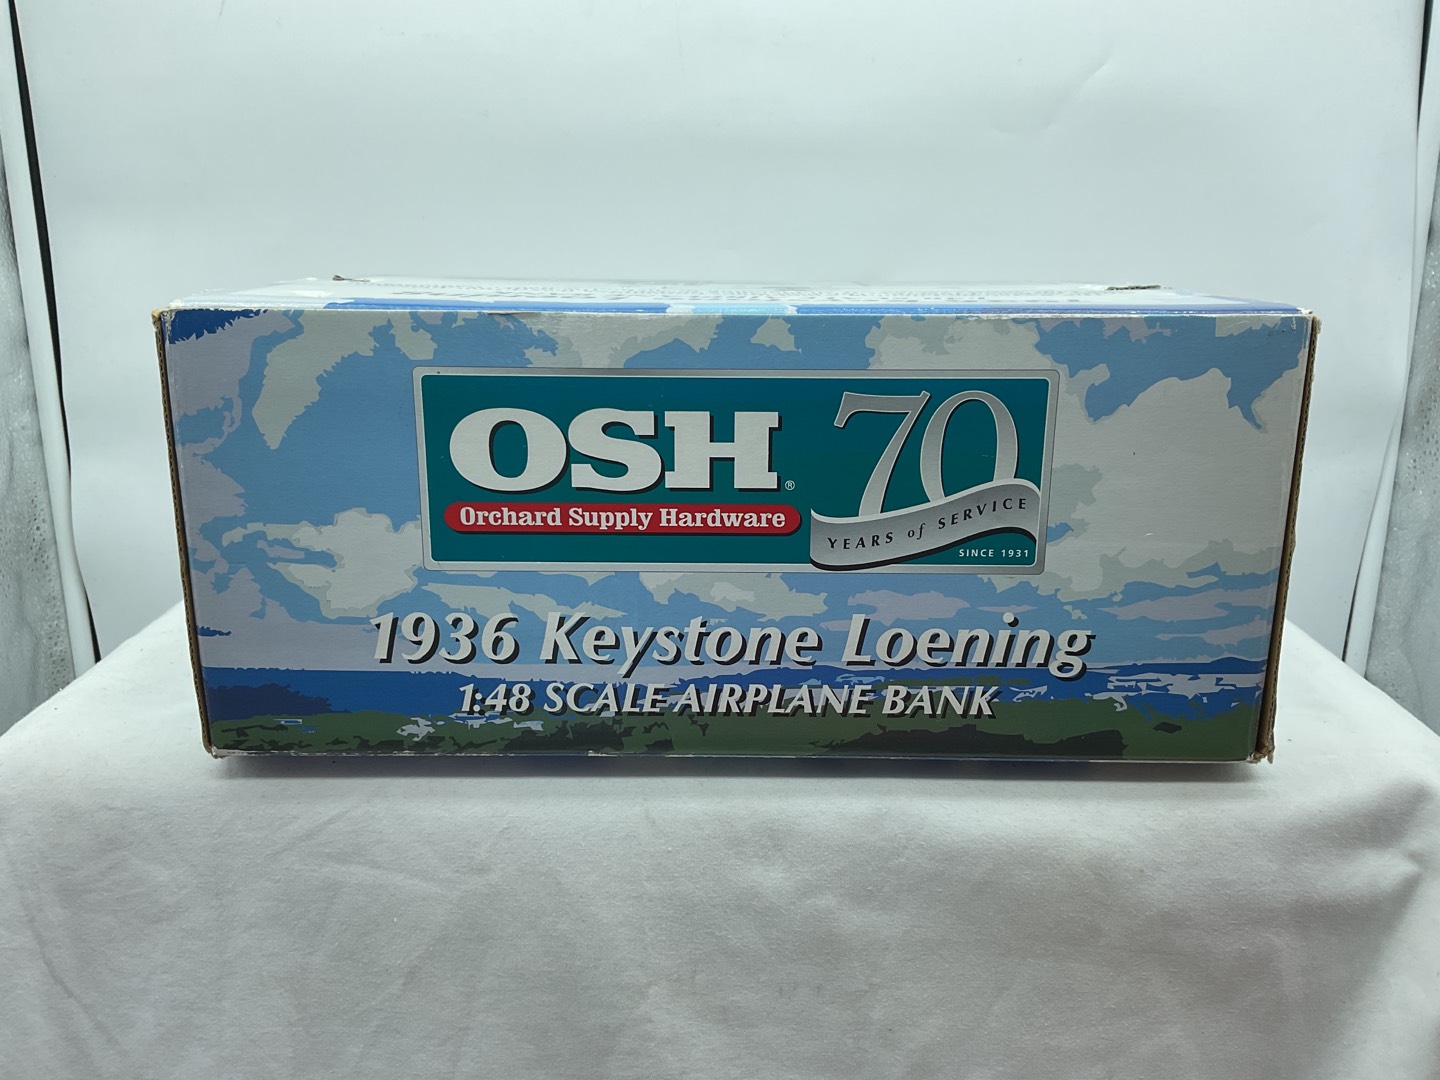 OSH®
Orchard Supply Hardware
70
YEARS of SERVICE
SINCE 1931
1936 Keystone Loening
1:48 SCALE AIRPLANE BANK